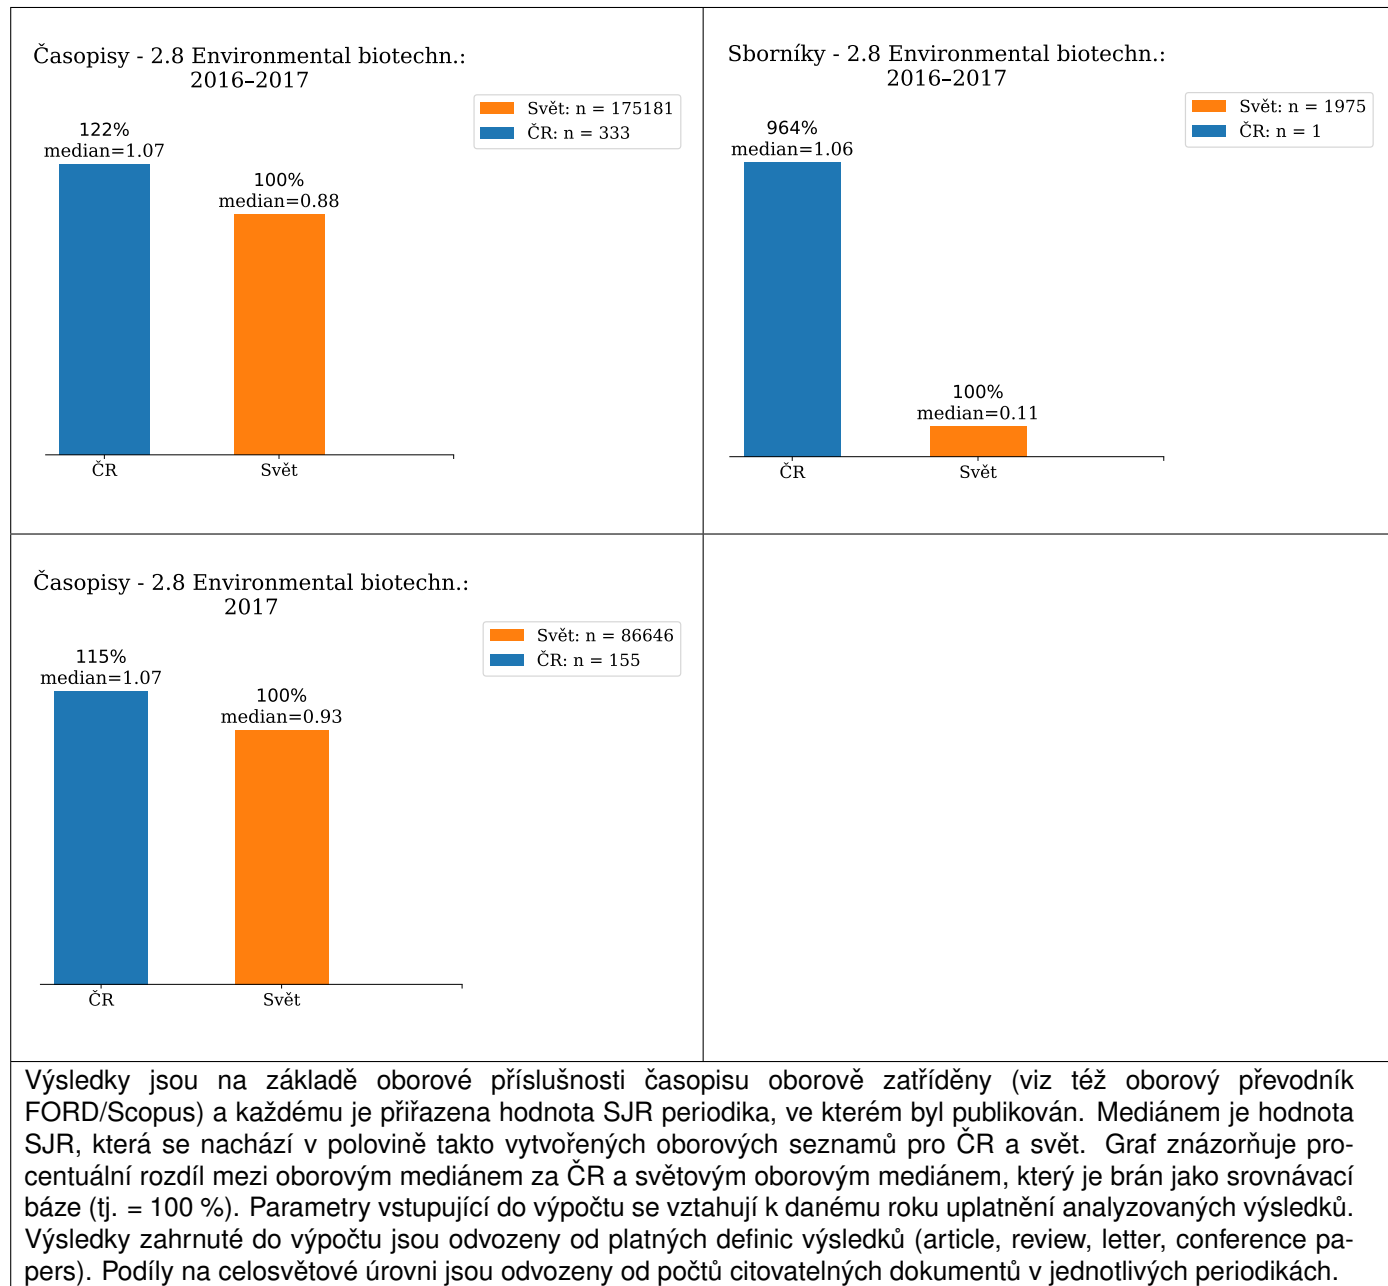 Časopisy - 2.8 Environmental biotechn.:
2016–2017
Svět: n = 175181
ČR: n = 333
122%
median=1.07
100%
median=0.88
ČR
Svět
Sborníky - 2.8 Environmental biotechn.:
2016–2017
Svět: n = 1975
ČR: n = 1
964%
median=1.06
100%
median=0.11
ČR
Svět
Časopisy - 2.8 Environmental biotechn.:
2017
Svět: n = 86646
ČR: n = 155
115%
median=1.07
100%
median=0.93
ČR
Svět
Výsledky jsou na základě oborové příslušnosti časopisu oborově zatříděny (viz též oborový převodník
FORD/Scopus) a každému je přiřazena hodnota SJR periodika, ve kterém byl publikován. Mediánem je hodnota
SJR, která se nachází v polovině takto vytvořených oborových seznamů pro ČR a svět. Graf znázorňuje pro-
centuální rozdíl mezi oborovým mediánem za ČR a světovým oborovým mediánem, který je brán jako srovnávací
báze (tj. = 100 %). Parametry vstupující do výpočtu se vztahují k danému roku uplatnění analyzovaných výsledků.
Výsledky zahrnuté do výpočtu jsou odvozeny od platných definic výsledků (article, review, letter, conference pa-
pers). Podíly na celosvětové úrovni jsou odvozeny od počtů citovatelných dokumentů v jednotlivých periodikách.